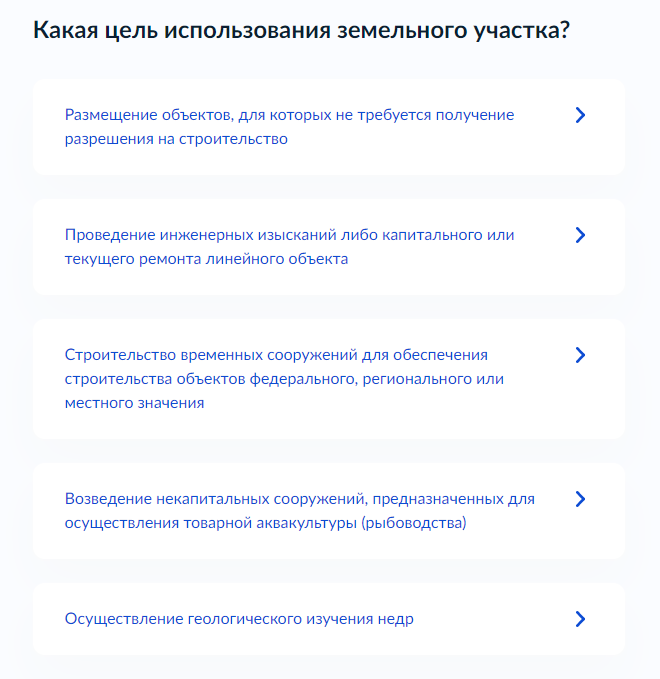 Какая цель использования земельного участка?
Размещение объектов, для которых не требуется получение
разрешения на строительство
Проведение инженерных изысканий либо капитального или
текущего ремонта линейного объекта
Строительство временных сооружений для обеспечения
строительства объектов федерального, регионального или
местного значения
Возведение некапитальных сооружений, предназначенных для
осуществления товарной аквакультуры (рыбоводства)
Осуществление геологического изучения недр